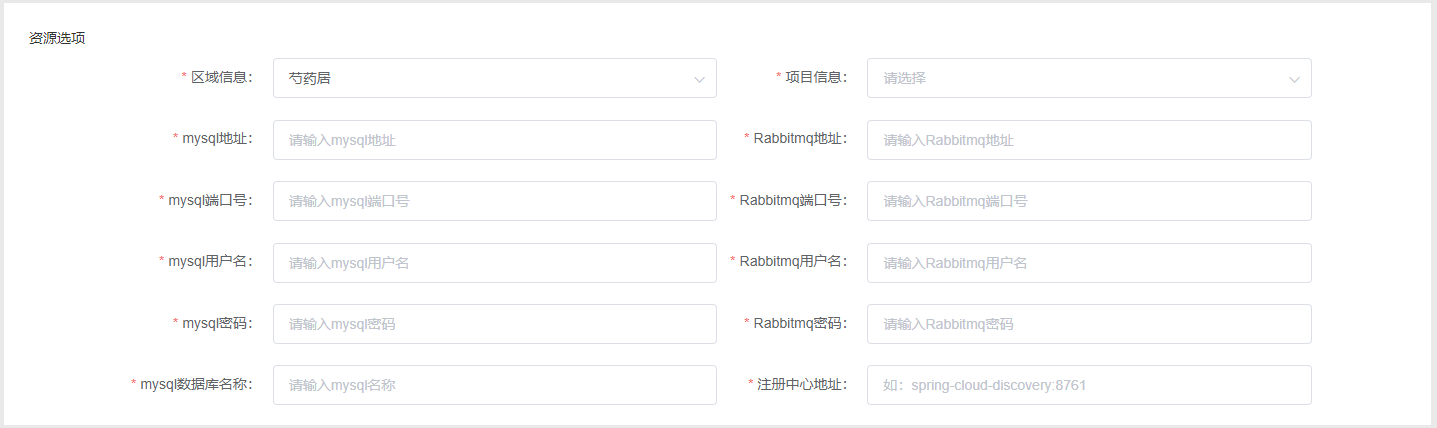 资源选项
* 区域信息： 芍药居 * 项目信息： 请选择
* mysql地址： 请输入mysql地址 * Rabbitmq地址： 请输入Rabbitmq地址
* mysql端口号： 请输入mysql端口号 * Rabbitmq端口号： 请输入Rabbitmq端口号
* mysql用户名： 请输入mysql用户名 * Rabbitmq用户名： 请输入Rabbitmq用户名
* mysql密码： 请输入mysql密码 * Rabbitmq密码： 请输入Rabbitmq密码
* mysql数据库名称： 请输入mysql名称 * 注册中心地址： 如：spring-cloud-discovery:8761